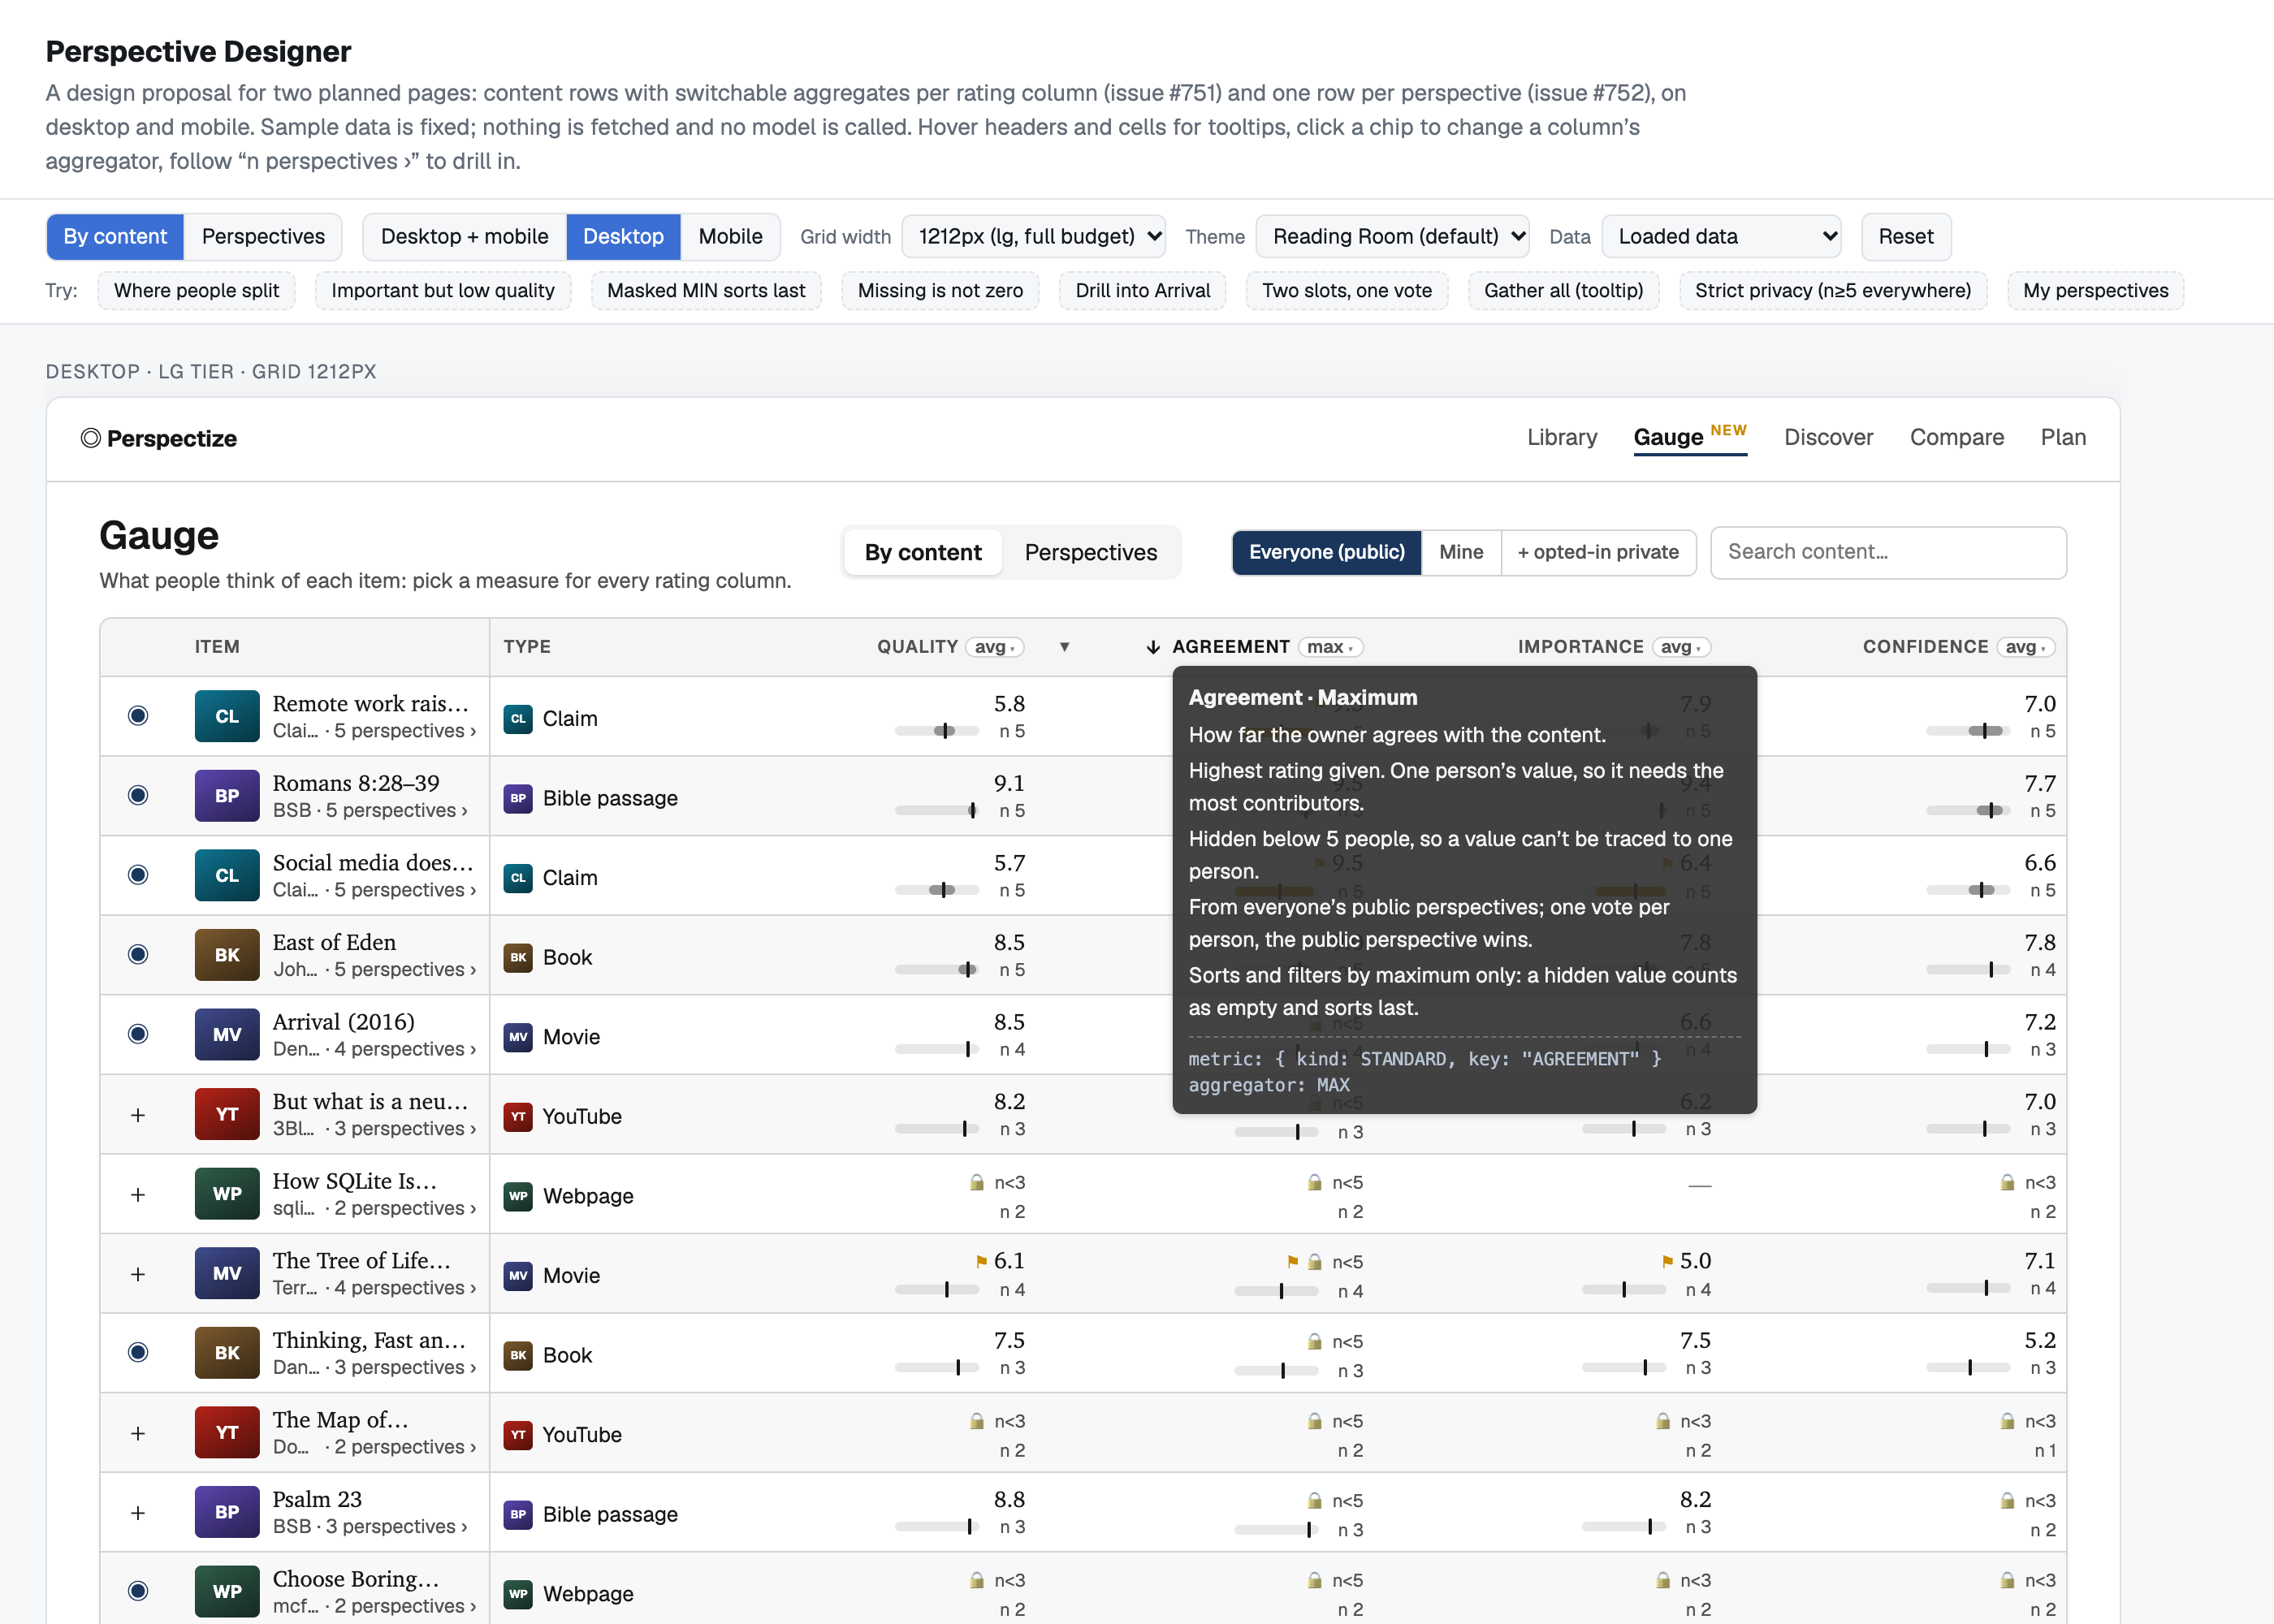 Perspective Designer
A design proposal for two planned pages: content rows with switchable aggregates per rating column (issue #751) and one row per perspective (issue #752), on
desktop and mobile. Sample data is fixed; nothing is fetched and no model is called. Hover headers and cells for tooltips, click a chip to change a column’s
aggregator, follow “n perspectives ›” to drill in.
By content Perspectives Desktop + mobile Desktop Mobile Grid width 1212px (lg, full budget) Theme Reading Room (default) Data Loaded data Reset
Try: Where people split Important but low quality Masked MIN sorts last Missing is not zero Drill into Arrival Two slots, one vote Gather all (tooltip) Strict privacy (n≥5 everywhere) My perspectives
DESKTOP · LG TIER · GRID 1212PX
Perspectize Library Gauge NEW Discover Compare Plan
Gauge
What people think of each item: pick a measure for every rating column.
By content Perspectives Everyone (public) Mine + opted-in private Search content…
ITEM TYPE QUALITY avg ▾ ▼ ↓ AGREEMENT max ▾ IMPORTANCE avg ▾ CONFIDENCE avg ▾
Agreement · Maximum
How far the owner agrees with the content.
Highest rating given. One person’s value, so it needs the
most contributors.
Hidden below 5 people, so a value can’t be traced to one
person.
From everyone’s public perspectives; one vote per
person, the public perspective wins.
Sorts and filters by maximum only: a hidden value counts
as empty and sorts last.
metric: { kind: STANDARD, key: "AGREEMENT" }
aggregator: MAX
CL Remote work rais… CL Claim 5.8 7.9 7.0
Clai… · 5 perspectives › n 5 n 5 n 5
BP Romans 8:28–39 BP Bible passage 9.1 9.5 9.4 7.7
BSB · 5 perspectives › n 5 n 5 n 5 n 5
CL Social media does… CL Claim 5.7 9.5 6.4 6.6
Clai… · 5 perspectives › n 5 n 5 n 5 n 5
BK East of Eden BK Book 8.5 7.8 7.8
Joh… · 5 perspectives › n 5 n 4
MV Arrival (2016) MV Movie 8.5 n<5 6.6 7.2
Den… · 4 perspectives › n 4 n 4 n 3
YT But what is a neu… YT YouTube 8.2 n<5 6.2 7.0
3Bl… · 3 perspectives › n 3 n 3 n 3 n 3
WP How SQLite Is… WP Webpage n<3 n<5 — n<3
sqli… · 2 perspectives › n 2 n 2 n 2
MV The Tree of Life… MV Movie 6.1 n<5 5.0 7.1
Terr… · 4 perspectives › n 4 n 4 n 4 n 4
BK Thinking, Fast an… BK Book 7.5 n<5 7.5 5.2
Dan… · 3 perspectives › n 3 n 3 n 3 n 3
YT The Map of… YT YouTube n<3 n<5 n<3 n<3
Do… · 2 perspectives › n 2 n 2 n 2 n 1
BP Psalm 23 BP Bible passage 8.8 n<5 8.2 n<3
BSB · 3 perspectives › n 3 n 3 n 3 n 2
WP Choose Boring… WP Webpage n<3 n<5 n<3 n<3
mcf… · 2 perspectives › n 2 n 2 n 2 n 2